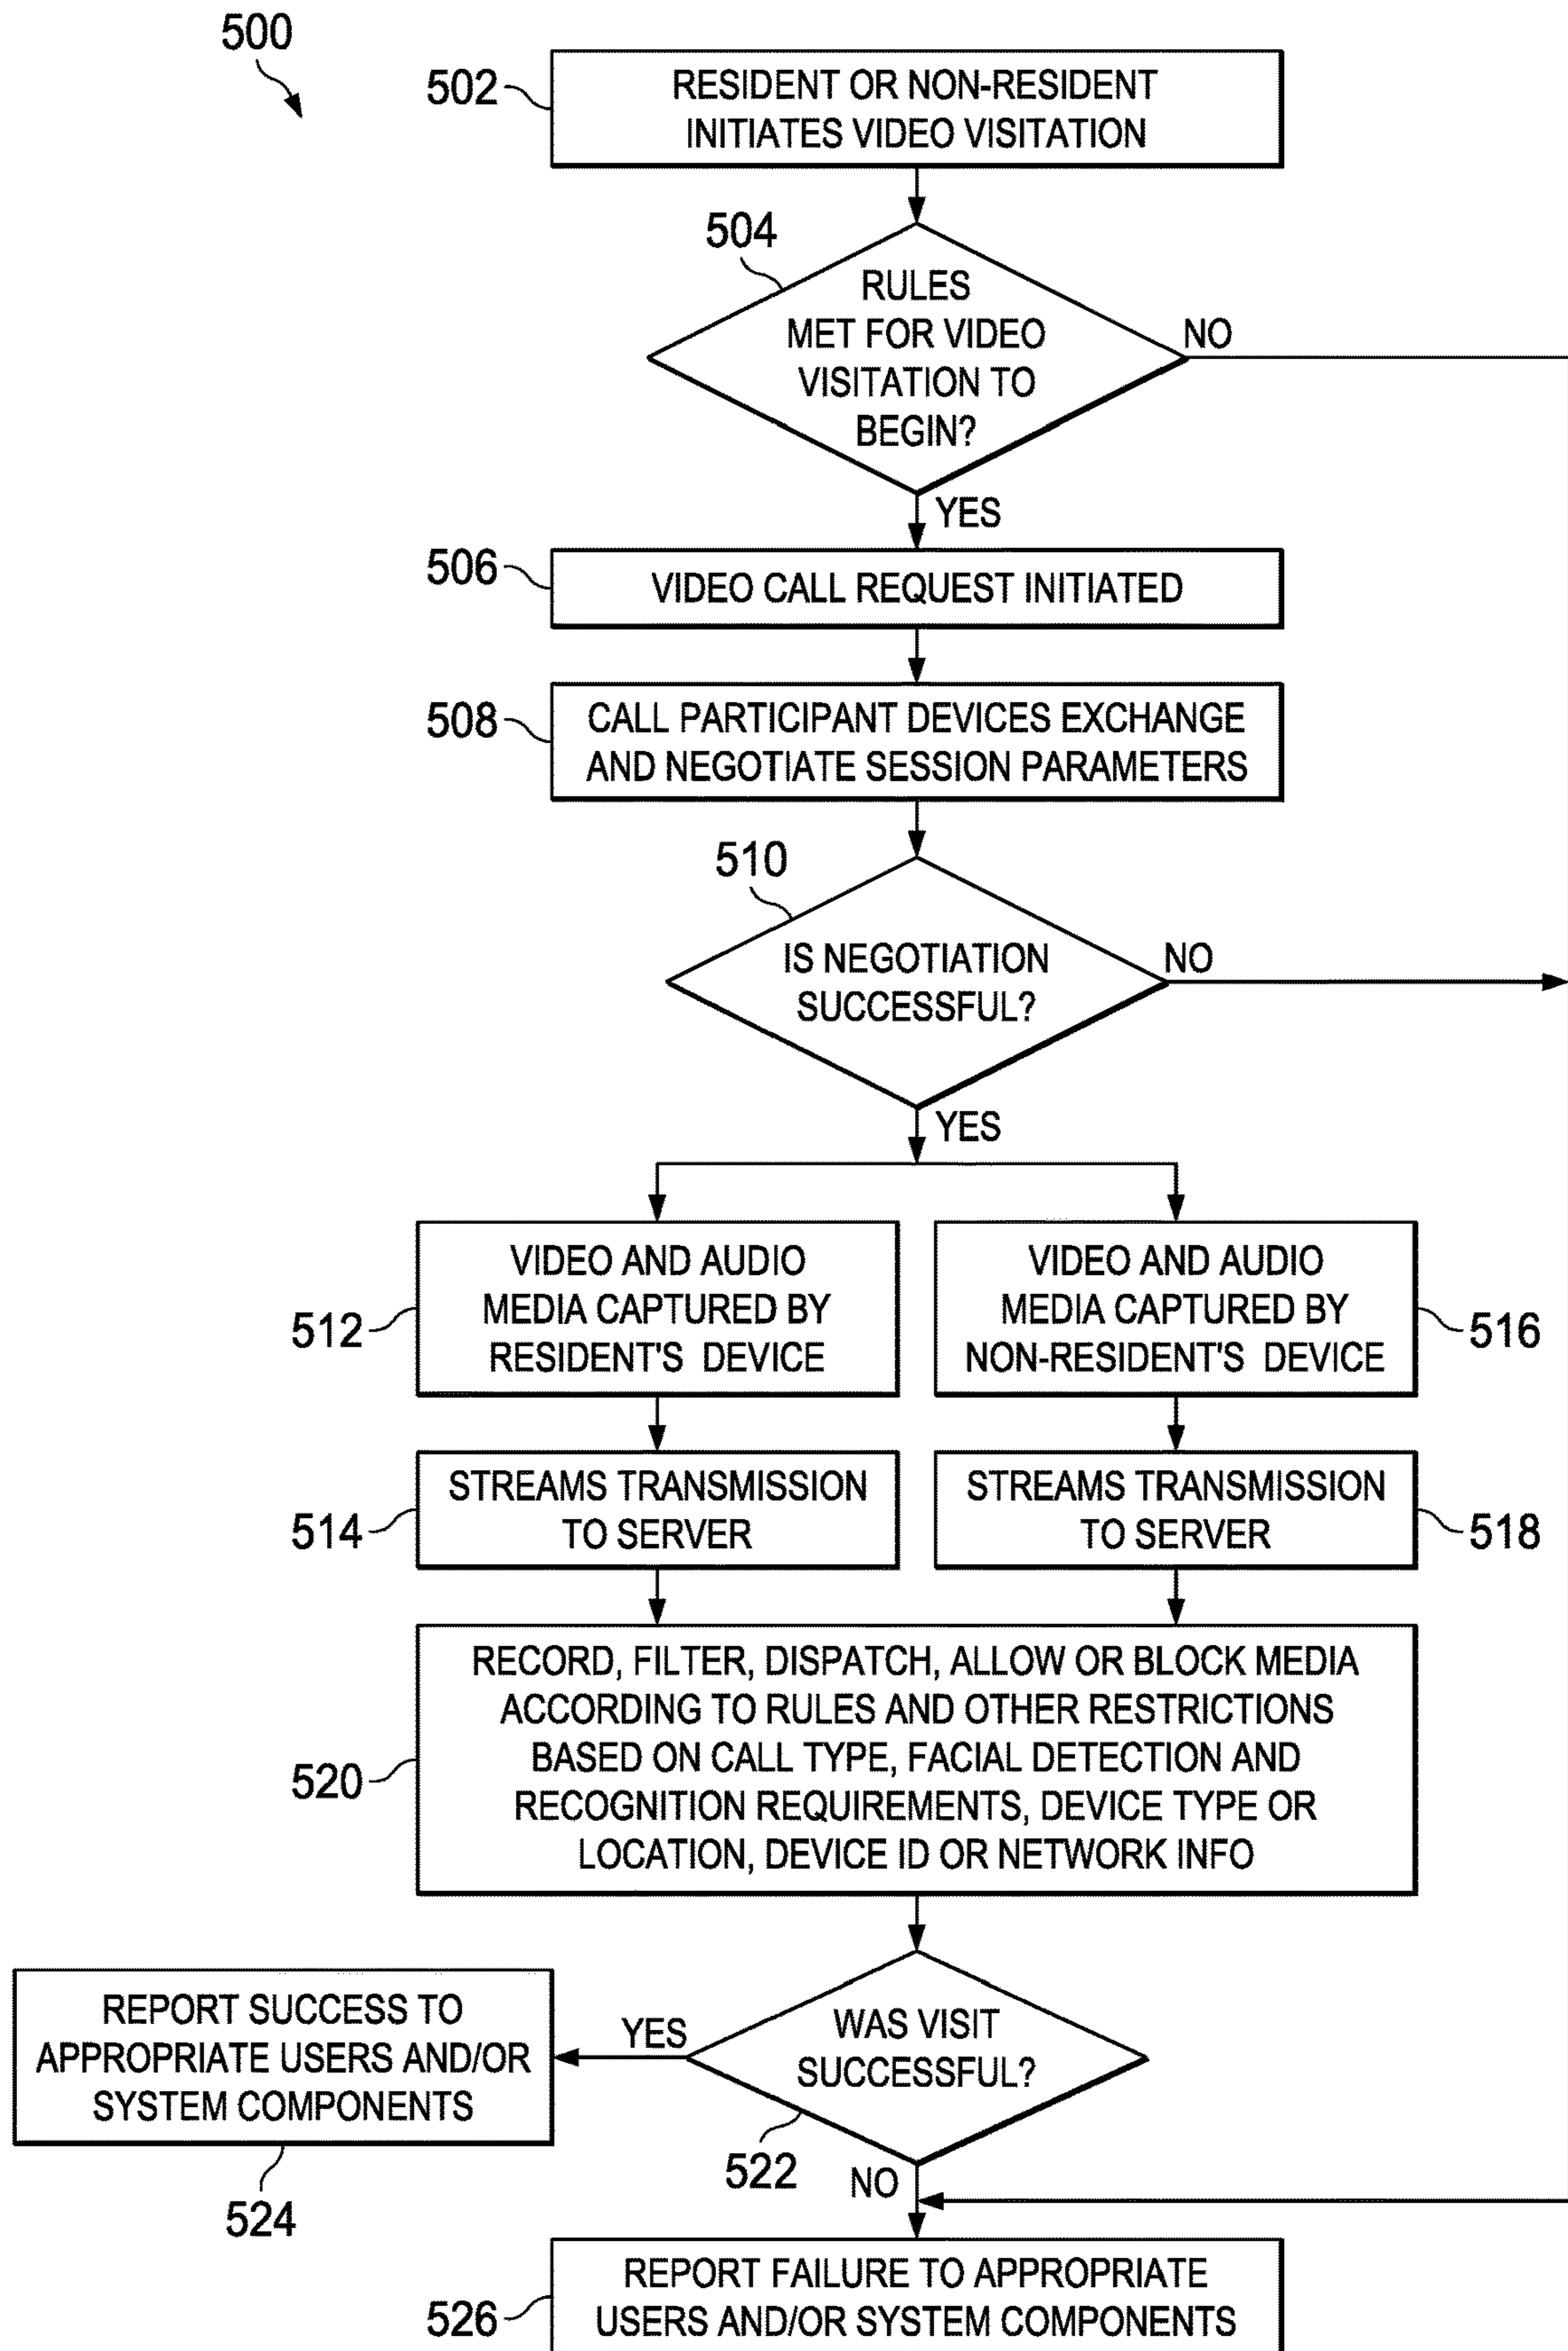 500
502
RESIDENT OR NON-RESIDENT
INITIATES VIDEO VISITATION
504
RULES
MET FOR VIDEO
VISITATION TO
BEGIN?
NO
YES
506
VIDEO CALL REQUEST INITIATED
508
CALL PARTICIPANT DEVICES EXCHANGE
AND NEGOTIATE SESSION PARAMETERS
510
IS NEGOTIATION
SUCCESSFUL?
NO
YES
512
VIDEO AND AUDIO
MEDIA CAPTURED BY
RESIDENT'S DEVICE
VIDEO AND AUDIO
MEDIA CAPTURED BY
NON-RESIDENT'S DEVICE
516
514
STREAMS TRANSMISSION
TO SERVER
STREAMS TRANSMISSION
TO SERVER
518
520
RECORD, FILTER, DISPATCH, ALLOW OR BLOCK MEDIA
ACCORDING TO RULES AND OTHER RESTRICTIONS
BASED ON CALL TYPE, FACIAL DETECTION AND
RECOGNITION REQUIREMENTS, DEVICE TYPE OR
LOCATION, DEVICE ID OR NETWORK INFO
WAS VISIT
SUCCESSFUL?
522
YES
REPORT SUCCESS TO
APPROPRIATE USERS AND/OR
SYSTEM COMPONENTS
524
NO
526
REPORT FAILURE TO APPROPRIATE
USERS AND/OR SYSTEM COMPONENTS